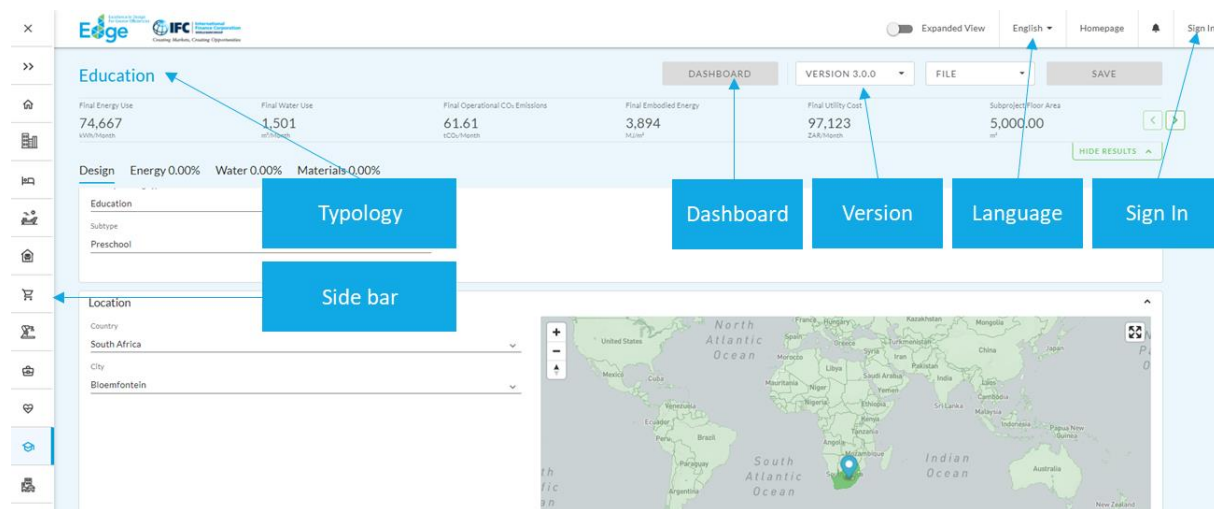 Edge
IFC International Finance Corporation
Creating Markets, Creating Opportunities
Expanded View
English
Homepage
Sign In
Education
DASHBOARD
VERSION 3.0.0
FILE
SAVE
Final Energy Use
Final Water Use
Final Operational CO₂ Emissions
Final Embodied Energy
Final Utility Cost
Subproject Floor Area
74,667
1,501
61.61
3,894
97,123
5,000.00
kWh/Month
m³/Month
tCO₂/Month
MJ/m²
ZAR/Month
m²
HIDE RESULTS
Design Energy 0.00% Water 0.00% Materials 0.00%
Education
Subtype
Preschool
Typology
Dashboard
Version
Language
Sign In
Side bar
Location
Country
South Africa
City
Bloemfontein
North
Atlantic
Ocean
United States
Mexico
Cuba
Venezuela
Ecuador
Peru
Brazil
Paraguay
Argentina
France
Hungary
Kazakhstan
Mongolia
Spain
Greece
Turkmenistan
Syria
Iran
China
Japan
Morocco
Libya
Pakistan
Saudi Arabia
India
Laos
Mauritania
Niger
Yemen
Cambodia
Nigeria
Ethiopia
Sri Lanka
Malaysia
Kenya
Indonesia
Papua New
Guinea
Tanzania
Angola
Mozambique
South
Atlantic
Ocean
Indian
Ocean
Australia
New Zealand